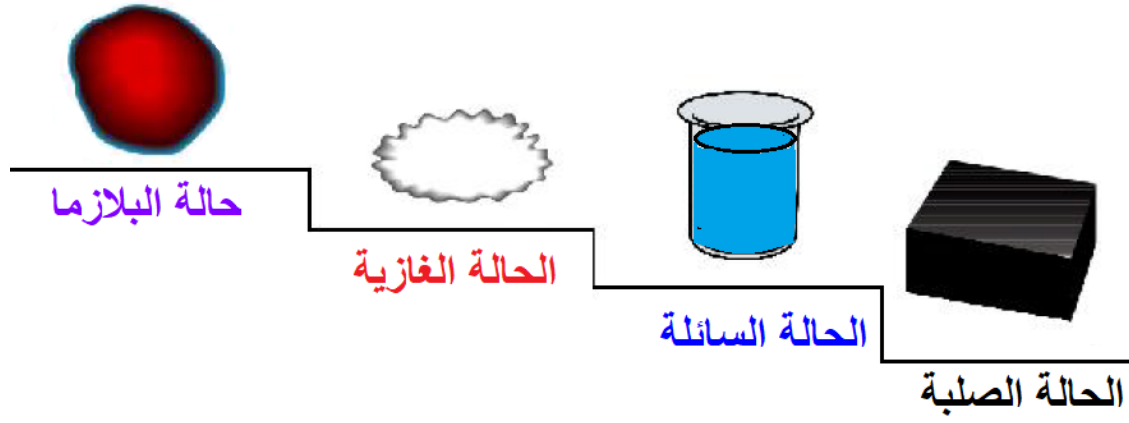 حالة البلازما
الحالة الغازية
الحالة السائلة
الحالة الصلبة